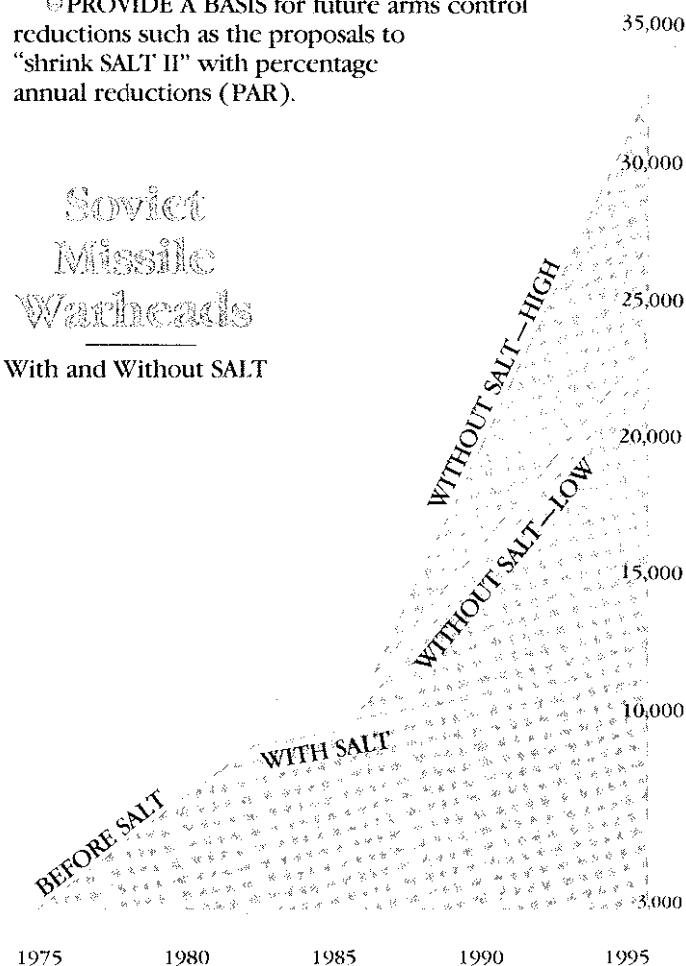 PROVIDE A BASIS for future arms control
reductions such as the proposals to
“shrink SALT II” with percentage
annual reductions (PAR).
Soviet
Missile
Warheads
With and Without SALT
35,000
30,000
25,000
20,000
15,000
10,000
3,000
WITHOUT SALT—HIGH
WITHOUT SALT—LOW
WITH SALT
BEFORE SALT
1975 1980 1985 1990 1995